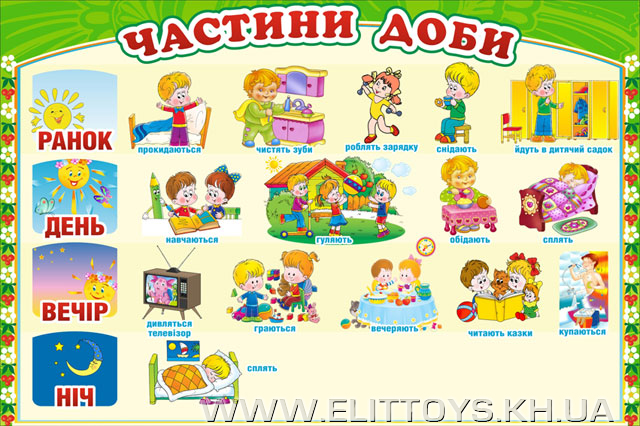 ЧАСТИНИ ДОБИ
РАНОК
прокидаються
чистять зуби
роблять зарядку
снідають
йдуть в дитячий садок
ДЕНЬ
навчаються
гуляють
обідають
сплять
ВЕЧІР
дивляться
телевізор
граються
вечеряють
читають казки
купаються
НІЧ
сплять
WWW.ELITTOYS.KH.UA